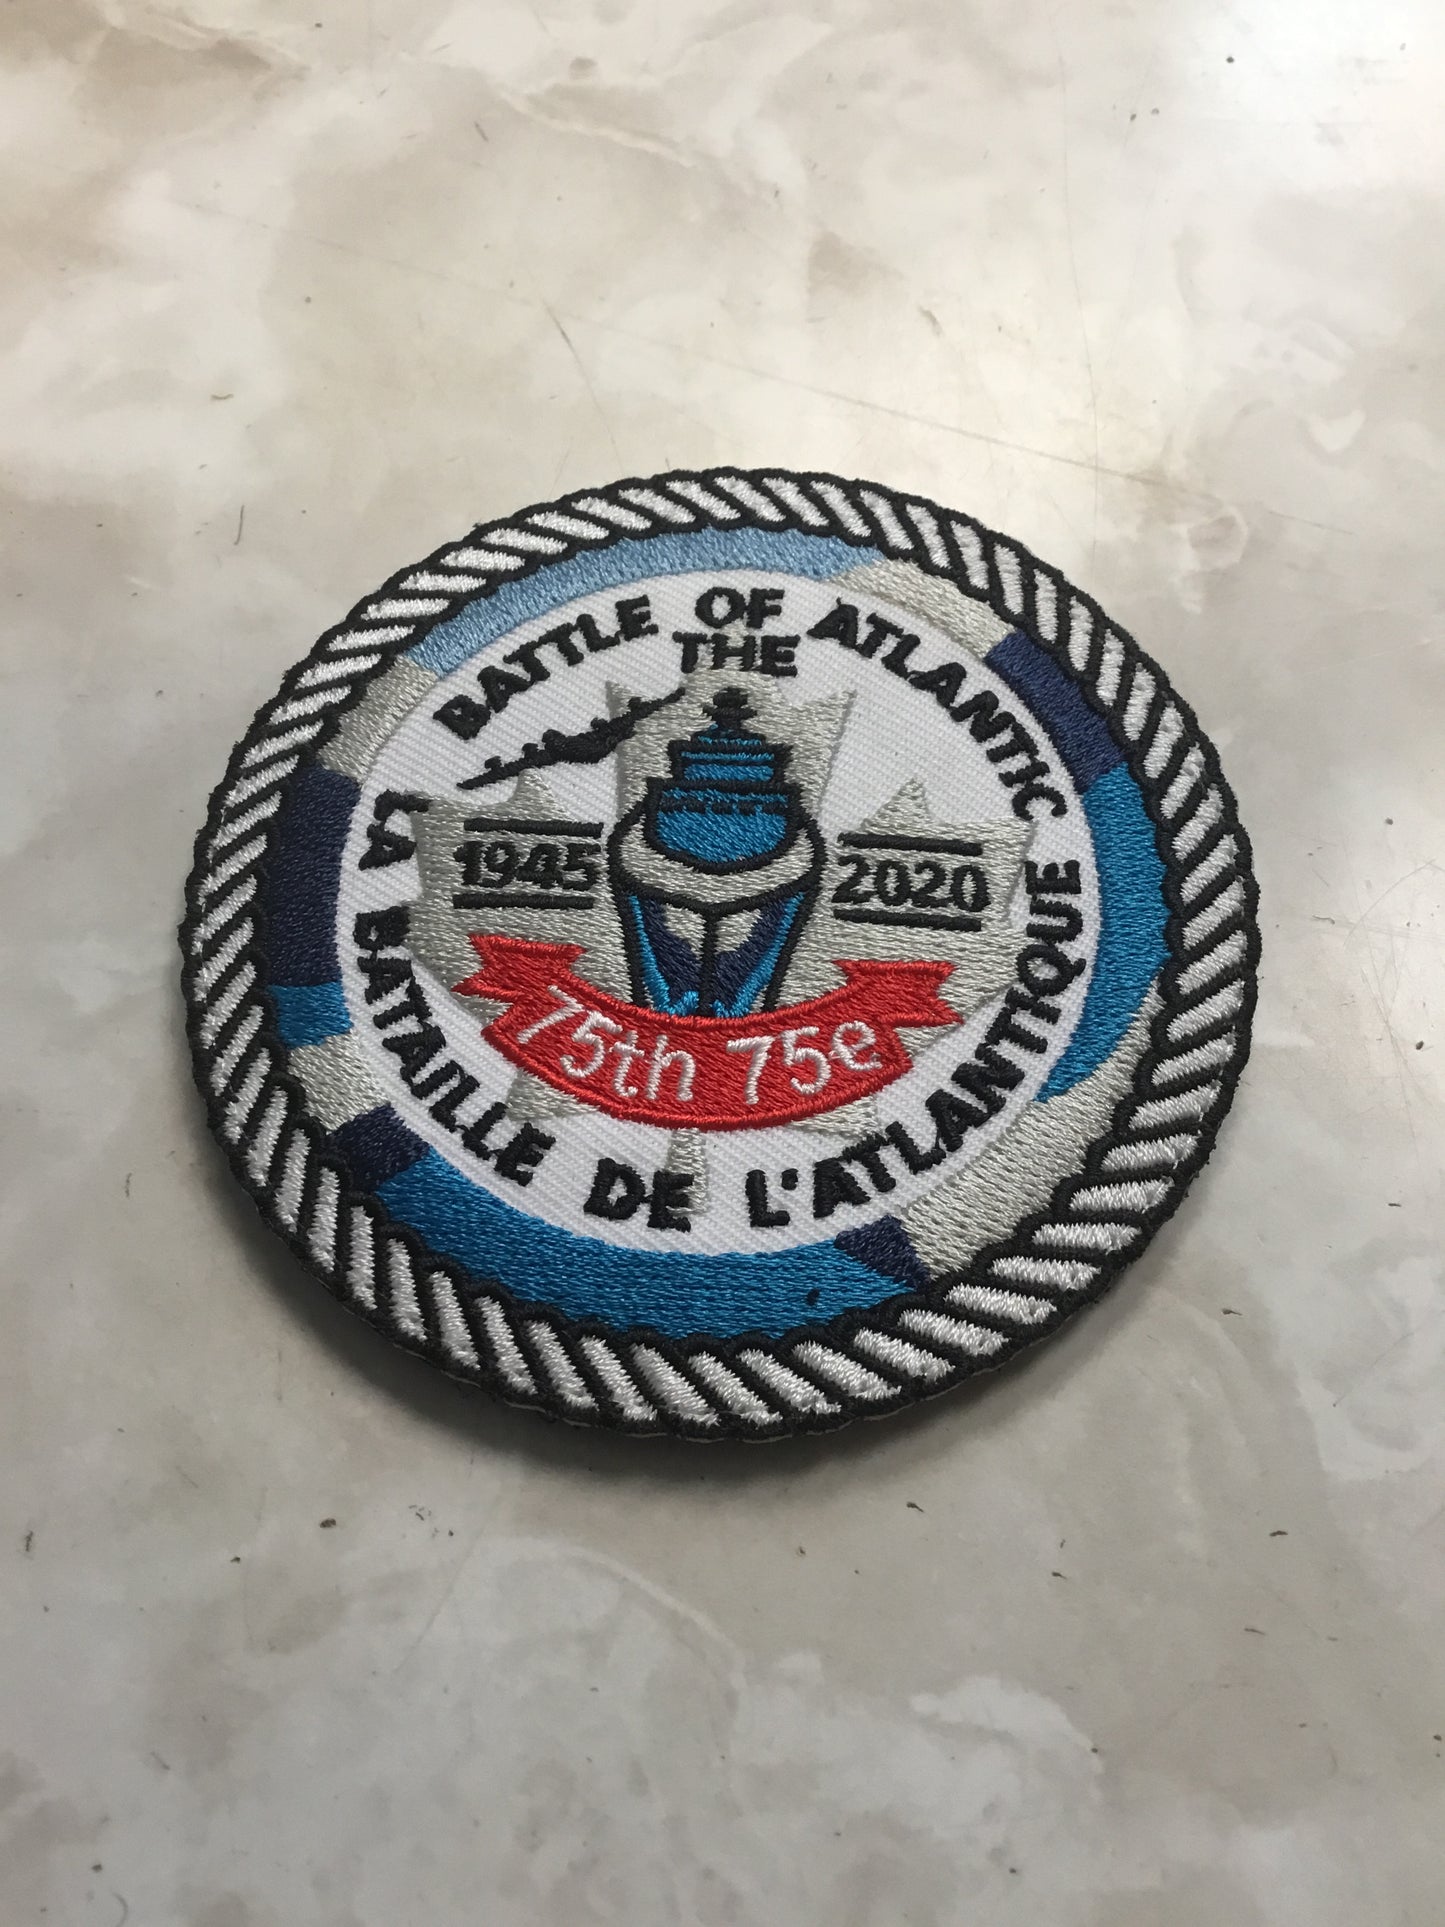 BATTLE OF ATLANTIC
THE
1945
2020
75th 75e
LA BATAILLE DE L'ATLANTIQUE